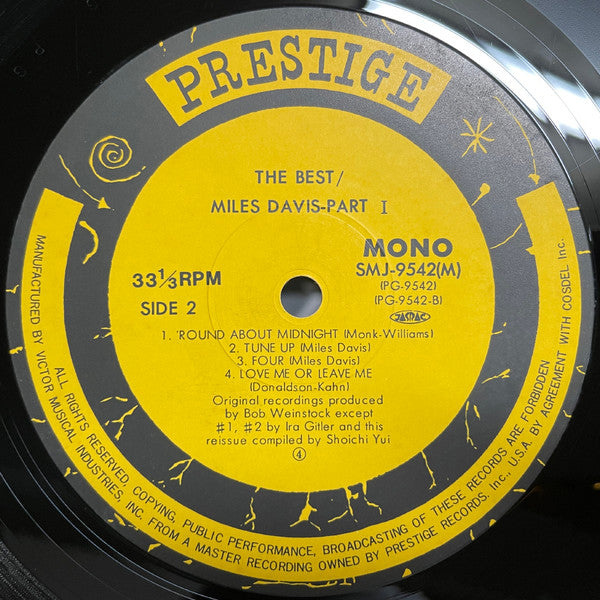 PRESTIGE
THE BEST/
MILES DAVIS-PART I
MONO
SMJ-9542(M)
(PG-9542)
(PG-9542-B)
JASRAC
33⅓RPM
SIDE 2
1. 'ROUND ABOUT MIDNIGHT (Monk-Williams)
2. TUNE UP (Miles Davis)
3. FOUR (Miles Davis)
4. LOVE ME OR LEAVE ME
(Donaldson-Kahn)
Original recordings produced
by Bob Weinstock except
♯1, ♯2 by Ira Gitler and this
reissue compiled by Shoichi Yui
④
MANUFACTURED BY VICTOR MUSICAL INDUSTRIES, INC. FROM A MASTER RECORDING OWNED BY PRESTIGE RECORDS. Inc., U.S.A. BY AGREEMENT WITH COSDEL Inc.
ALL RIGHTS RESERVED, COPYING, PUBLIC PERFORMANCE, BROADCASTING OF THESE RECORDS ARE FORBIDDEN